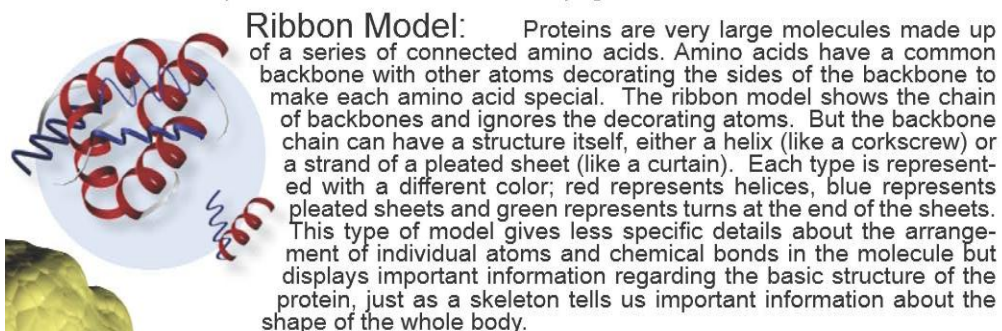 Ribbon Model: Proteins are very large molecules made up
of a series of connected amino acids. Amino acids have a common
backbone with other atoms decorating the sides of the backbone to
make each amino acid special. The ribbon model shows the chain
of backbones and ignores the decorating atoms. But the backbone
chain can have a structure itself, either a helix (like a corkscrew) or
a strand of a pleated sheet (like a curtain). Each type is represent-
ed with a different color; red represents helices, blue represents
pleated sheets and green represents turns at the end of the sheets.
This type of model gives less specific details about the arrange-
ment of individual atoms and chemical bonds in the molecule but
displays important information regarding the basic structure of the
protein, just as a skeleton tells us important information about the
shape of the whole body.